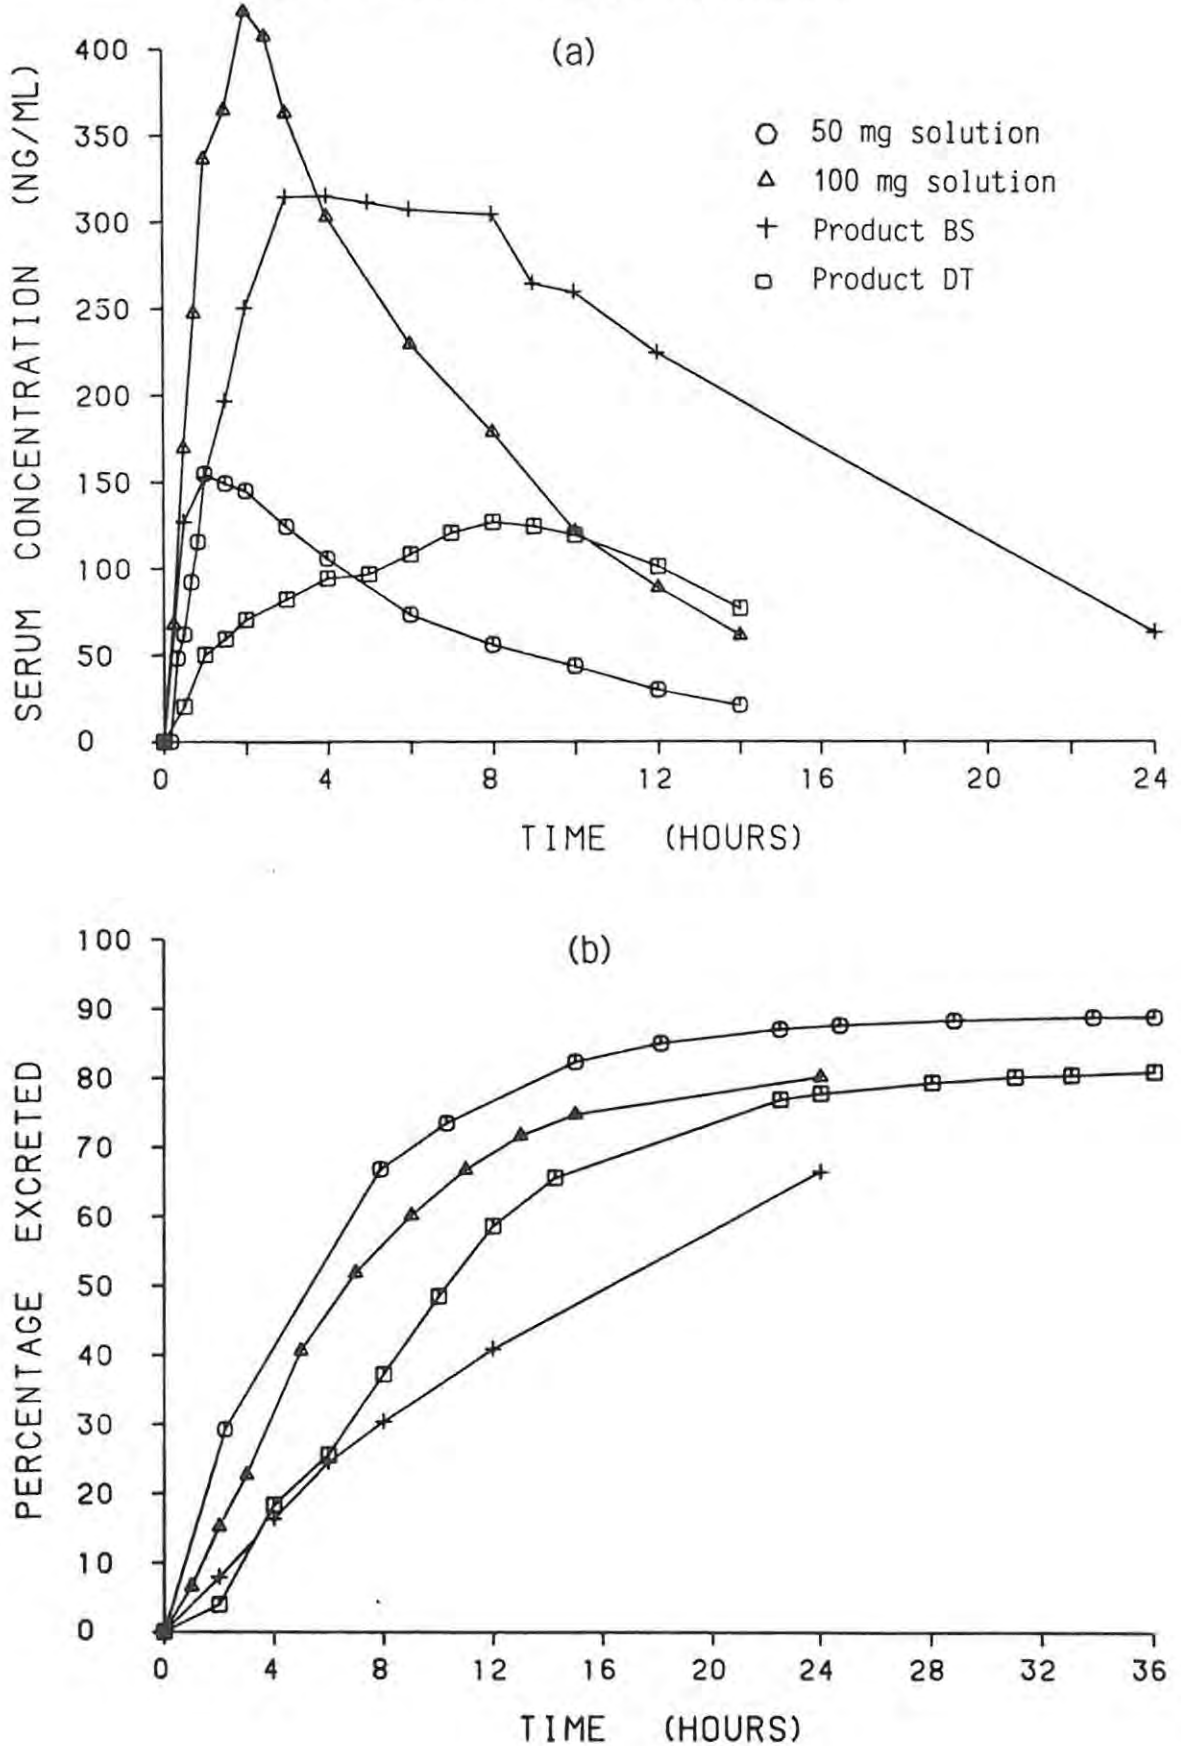 (a)
SERUM CONCENTRATION (NG/ML)
400
350
300
250
200
150
100
50
0
50 mg solution
100 mg solution
Product BS
Product DT
0 4 8 12 16 20 24
TIME (HOURS)
(b)
PERCENTAGE EXCRETED
100
90
80
70
60
50
40
30
20
10
0
0 4 8 12 16 20 24 28 32 36
TIME (HOURS)